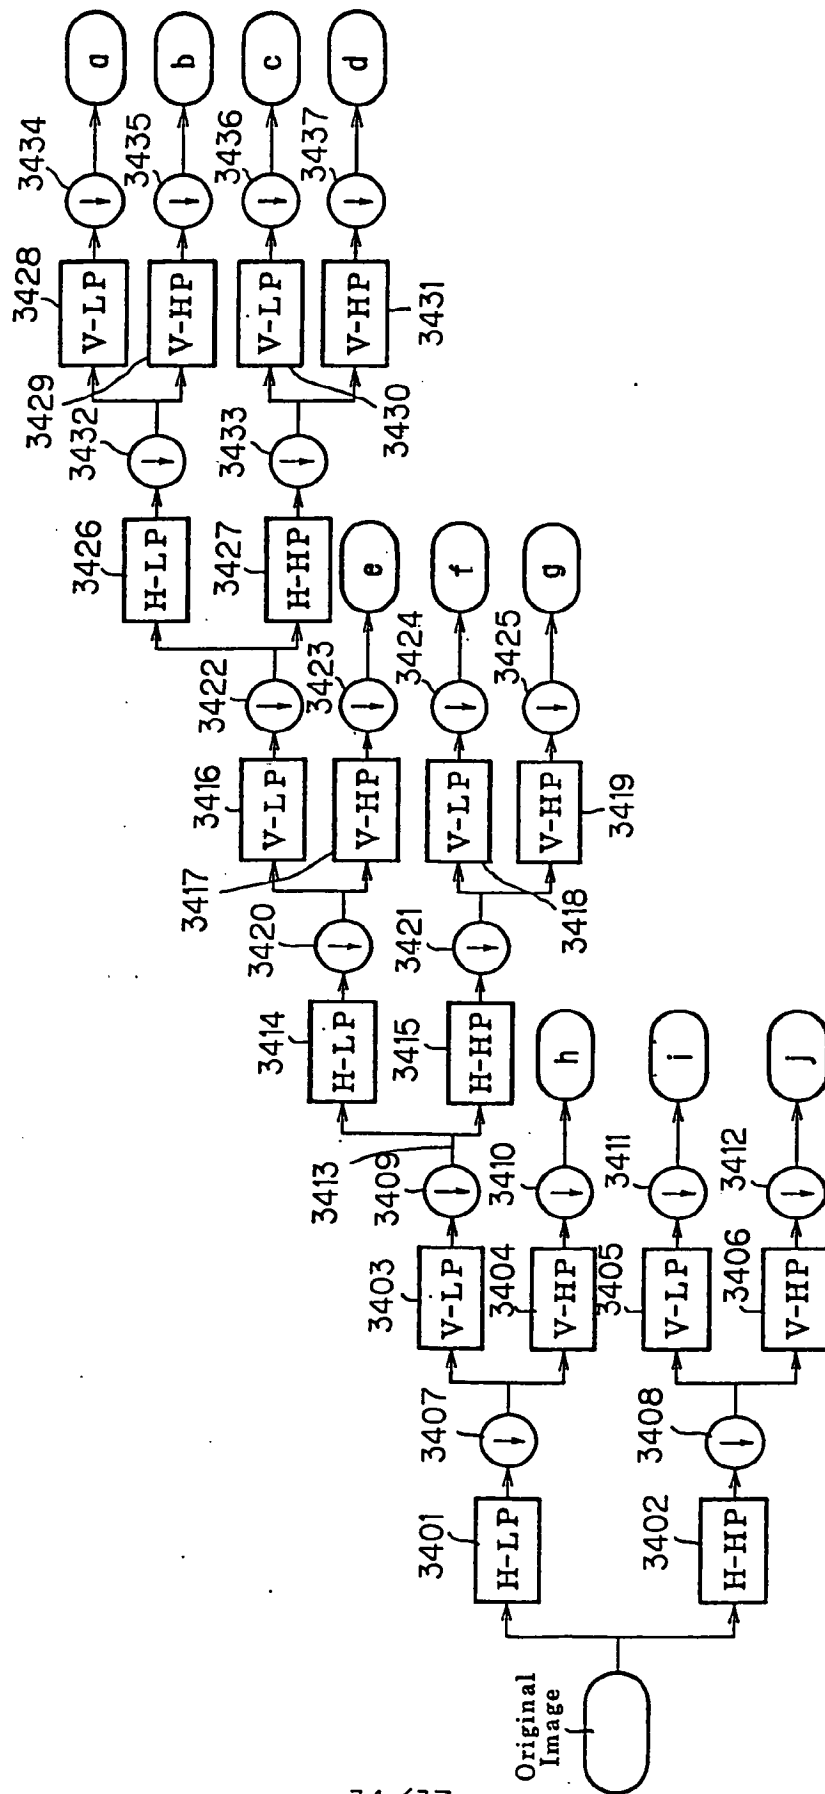 Original
Image
3401
H-LP
3402
H-HP
3407
3408
3403
V-LP
3404
V-HP
3405
V-LP
3406
V-HP
3413
3409
3410
3411
3412
h
i
j
3414
H-LP
3415
H-HP
3420
3421
3416
V-LP
3417
V-HP
3418
V-LP
3419
V-HP
3422
3423
3424
3425
e
f
g
3426
H-LP
3427
H-HP
3432
3433
3428
V-LP
3429
V-HP
3430
V-LP
3431
V-HP
3434
3435
3436
3437
a
b
c
d